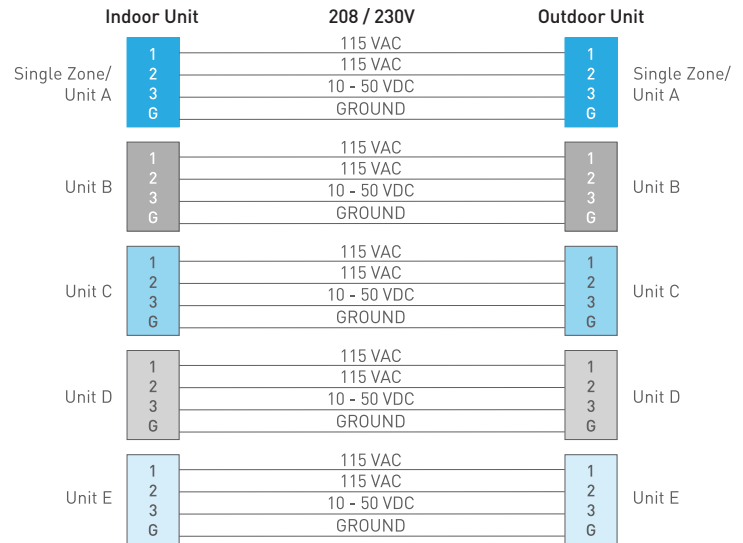 Indoor Unit 208 / 230V Outdoor Unit
Single Zone/
Unit A
1
2
3
G
115 VAC
115 VAC
10 - 50 VDC
GROUND
1
2
3
G
Single Zone/
Unit A
Unit B
1
2
3
G
115 VAC
115 VAC
10 - 50 VDC
GROUND
1
2
3
G
Unit B
Unit C
1
2
3
G
115 VAC
115 VAC
10 - 50 VDC
GROUND
1
2
3
G
Unit C
Unit D
1
2
3
G
115 VAC
115 VAC
10 - 50 VDC
GROUND
1
2
3
G
Unit D
Unit E
1
2
3
G
115 VAC
115 VAC
10 - 50 VDC
GROUND
1
2
3
G
Unit E